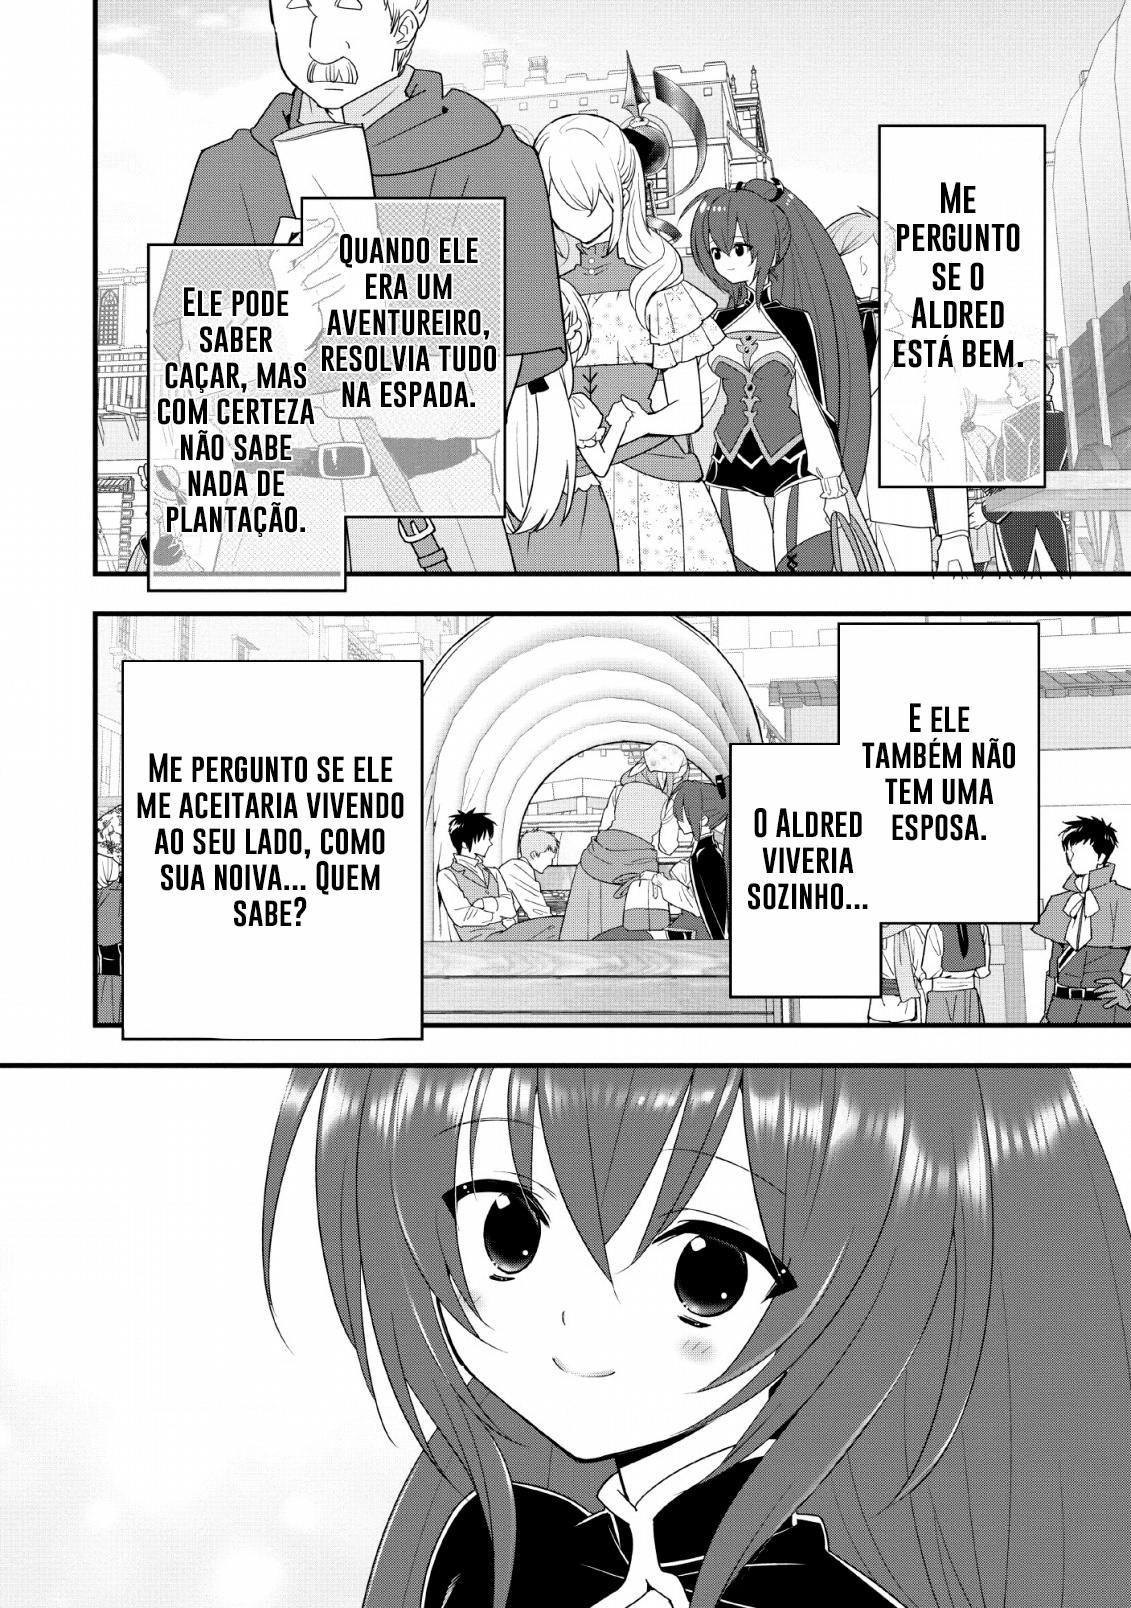 Me
pergunto
se o
Aldred
está bem.
Quando ele
era um
aventureiro,
resolvia tudo
na espada.
Ele pode
saber
caçar, mas
com certeza
não sabe
nada de
plantação.
E ele
também não
tem uma
esposa.
O Aldred
viveria
sozinho...
Me pergunto se ele
me aceitaria vivendo
ao seu lado, como
sua noiva... Quem
sabe?